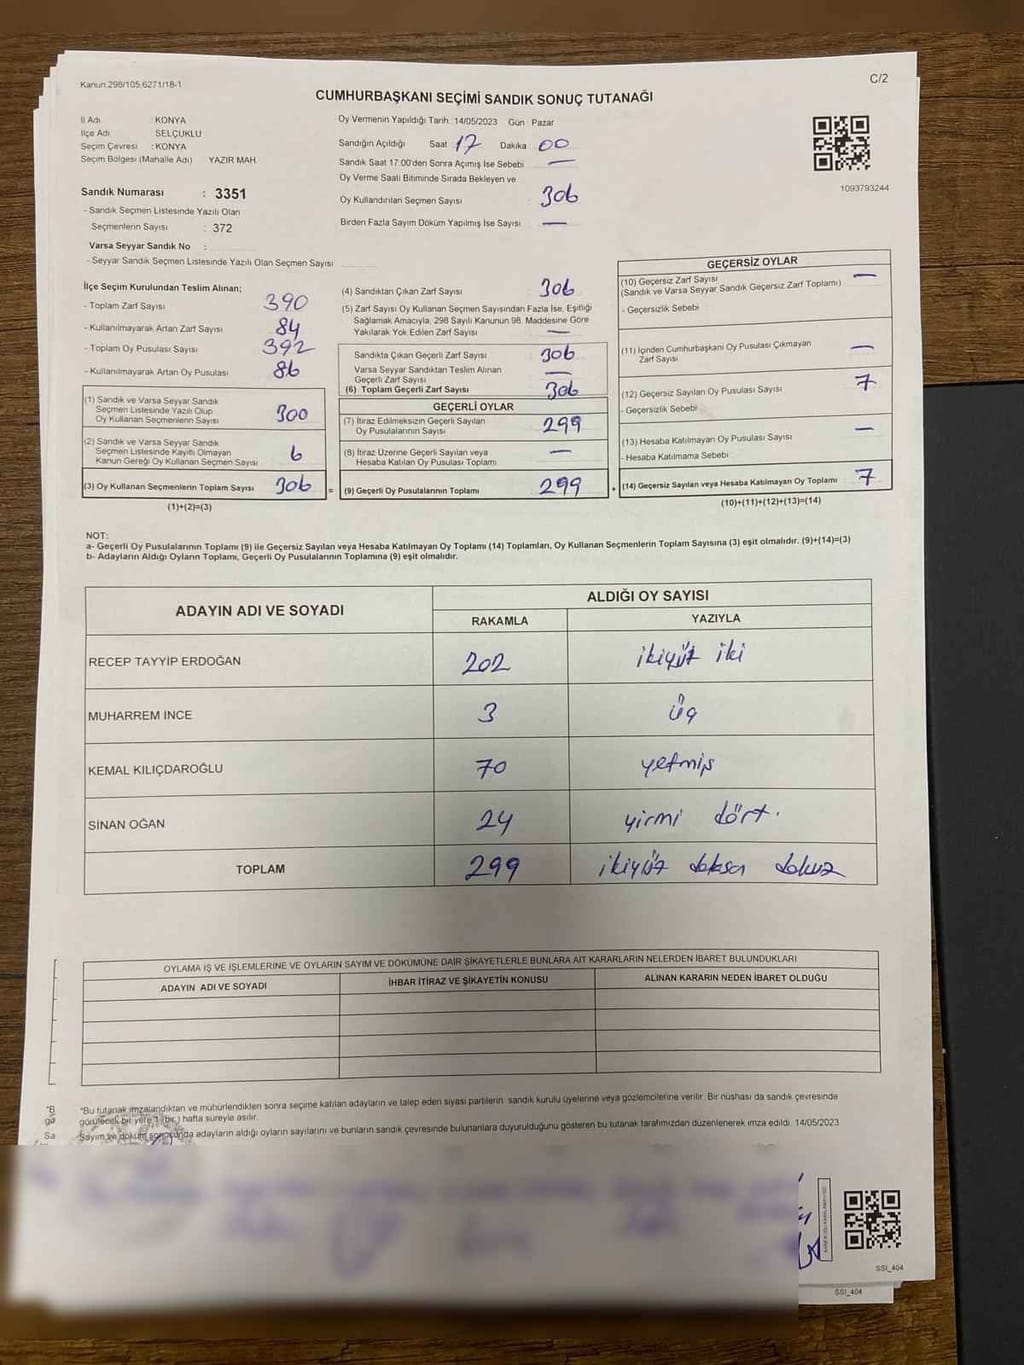 Kanun.298/105.6271/18-1
C/2
CUMHURBAŞKANI SEÇİMİ SANDIK SONUÇ TUTANAĞI
İl Adı KONYA
İlçe Adı SELÇUKLU
Seçim Çevresi : KONYA
Seçim Bölgesi (Mahalle Adı) YAZIR MAH.
Sandık Numarası : 3351
- Sandık Seçmen Listesinde Yazılı Olan
Seçmenlerin Sayısı : 372
Varsa Seyyar Sandık No :
- Seyyar Sandık Seçmen Listesinde Yazılı Olan Seçmen Sayısı
Oy Vermenin Yapıldığı Tarih : 14/05/2023 Gün : Pazar
Sandığın Açıldığı Saat 17 Dakika 00
Sandık Saat 17.00'den Sonra Açımış İse Sebebi —
Oy Verme Saati Bitiminde Sırada Bekleyen ve
Oy Kullandırılan Seçmen Sayısı 306
Birden Fazla Sayım Döküm Yapılmış İse Sayısı —
1093793244
İlçe Seçim Kurulundan Teslim Alınan;
- Toplam Zarf Sayısı 390
- Kullanılmayarak Artan Zarf Sayısı 84
- Toplam Oy Pusulası Sayısı 392
- Kullanılmayarak Artan Oy Pusulası 86
(1) Sandık ve Varsa Seyyar Sandık
Seçmen Listesinde Yazılı Olup
Oy Kullanan Seçmenlerin Sayısı 300
(2) Sandık ve Varsa Seyyar Sandık
Seçmen Listesinde Kayıtlı Olmayan
Kanun Gereği Oy Kullanan Seçmen Sayısı 6
(3) Oy Kullanan Seçmenlerin Toplam Sayısı 306
(1)+(2)=(3)
(4) Sandıktan Çıkan Zarf Sayısı 306
(5) Zarf Sayısı Oy Kullanan Seçmen Sayısından Fazla İse, Eşitliği
Sağlamak Amacıyla, 298 Sayılı Kanunun 98. Maddesine Göre
Yakılarak Yok Edilen Zarf Sayısı —
Sandıkta Çıkan Geçerli Zarf Sayısı 306
Varsa Seyyar Sandıktan Teslim Alınan
Geçerli Zarf Sayısı —
(6) Toplam Geçerli Zarf Sayısı 306
GEÇERLİ OYLAR
(7) İtiraz Edilmeksizin Geçerli Sayılan
Oy Pusulalarının Sayısı 299
(8) İtiraz Üzerine Geçerli Sayılan veya
Hesaba Katılan Oy Pusulası Toplamı —
= (9) Geçerli Oy Pusulalarının Toplamı 299
GEÇERSİZ OYLAR
(10) Geçersiz Zarf Sayısı —
(Sandık ve Varsa Seyyar Sandık Geçersiz Zarf Toplamı)
- Geçersizlik Sebebi
(11) İçinden Cumhurbaşkanı Oy Pusulası Çıkmayan
Zarf Sayısı —
(12) Geçersiz Sayılan Oy Pusulası Sayısı 7
- Geçersizlik Sebebi
(13) Hesaba Katılmayan Oy Pusulası Sayısı —
- Hesaba Katılmama Sebebi
+ (14) Geçersiz Sayılan veya Hesaba Katılmayan Oy Toplamı 7
(10)+(11)+(12)+(13)=(14)
NOT:
a- Geçerli Oy Pusulalarının Toplamı (9) ile Geçersiz Sayılan veya Hesaba Katılmayan Oy Toplamı (14) Toplamları, Oy Kullanan Seçmenlerin Toplam Sayısına (3) eşit olmalıdır. (9)+(14)=(3)
b- Adayların Aldığı Oyların Toplamı, Geçerli Oy Pusulalarının Toplamına (9) eşit olmalıdır.
ADAYIN ADI VE SOYADI ALDIĞI OY SAYISI
RAKAMLA YAZIYLA
RECEP TAYYİP ERDOĞAN 202 ikiyüz iki
MUHARREM İNCE 3 üç
KEMAL KILIÇDAROĞLU 70 yetmiş
SİNAN OĞAN 24 yirmi dört.
TOPLAM 299 ikiyüz doksan dokuz
OYLAMA İŞ VE İŞLEMLERİNE VE OYLARIN SAYIM VE DÖKÜMÜNE DAİR ŞİKAYETLERLE BUNLARA AİT KARARLARIN NELERDEN İBARET BULUNDUKLARI
ADAYIN ADI VE SOYADI İHBAR İTİRAZ VE ŞİKAYETİN KONUSU ALINAN KARARIN NEDEN İBARET OLDUĞU
"Bu tutanak imzalandıktan ve mühürlendikten sonra seçime katılan adayların ve talep eden siyasi partilerin sandık kurulu üyelerine veya gözlemcilerine verilir. Bir nüshası da sandık çevresinde
görülecek bir yere 1 (bir) hafta süreyle asılır.
Sayım ve döküm sonucunda adayların aldığı oyların sayılarını ve bunların sandık çevresinde bulunanlara duyurulduğunu gösteren bu tutanak tarafımızdan düzenlenerek imza edildi. 14/05/2023
"B
gö
Sa
SSI_404
SSI_404